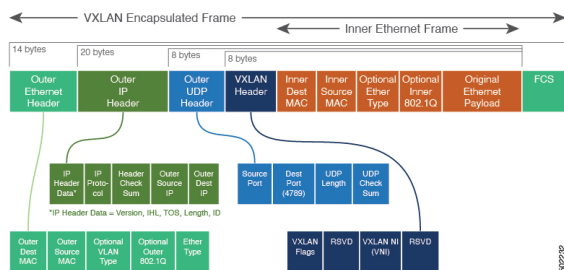 VXLAN Encapsulated Frame
Inner Ethernet Frame
14 bytes
20 bytes
8 bytes
8 bytes
Outer
Ethernet
Header
Outer
IP
Header
Outer
UDP
Header
VXLAN
Header
Inner
Dest
MAC
Inner
Source
MAC
Optional
Ether
Type
Optional
Inner
802.1Q
Original
Ethernet
Payload
FCS
IP
Header
Data*
IP
Proto-
col
Header
Check
Sum
Outer
Source
IP
Outer
Dest
IP
*IP Header Data = Version, IHL, TOS, Length, ID
Source
Port
Dest
Port
(4789)
UDP
Length
UDP
Check
Sum
Outer
Dest
MAC
Outer
Source
MAC
Optional
VLAN
Type
Optional
Outer
802.1Q
Ether
Type
VXLAN
Flags
RSVD
VXLAN NI
(VNI)
RSVD